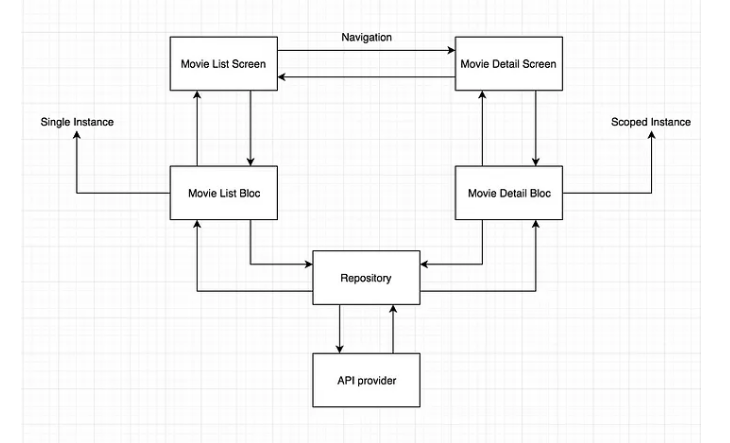 Navigation
Movie List Screen
Movie Detail Screen
Single Instance
Scoped Instance
Movie List Bloc
Movie Detail Bloc
Repository
API provider